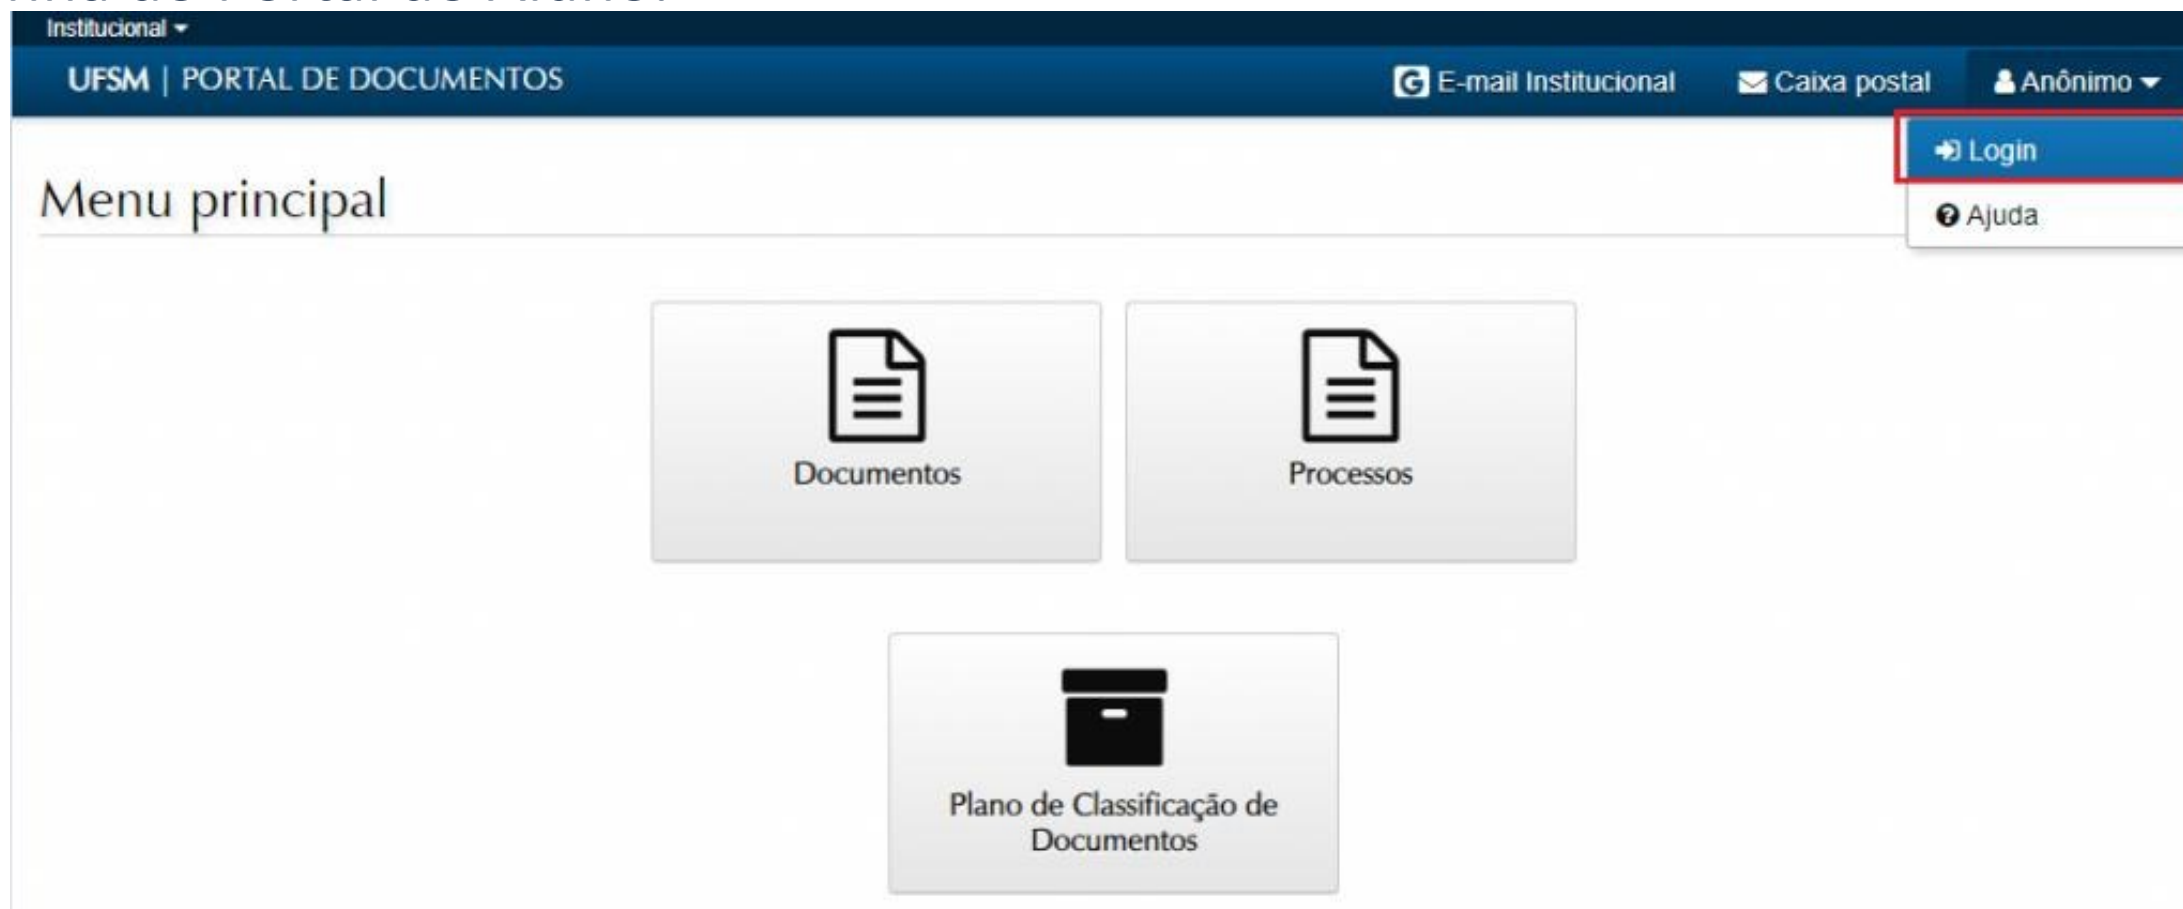 Institucional
UFSM | PORTAL DE DOCUMENTOS
E-mail Institucional
Caixa postal
Anônimo
Login
Ajuda
Menu principal
Documentos
Processos
Plano de Classificação de
Documentos